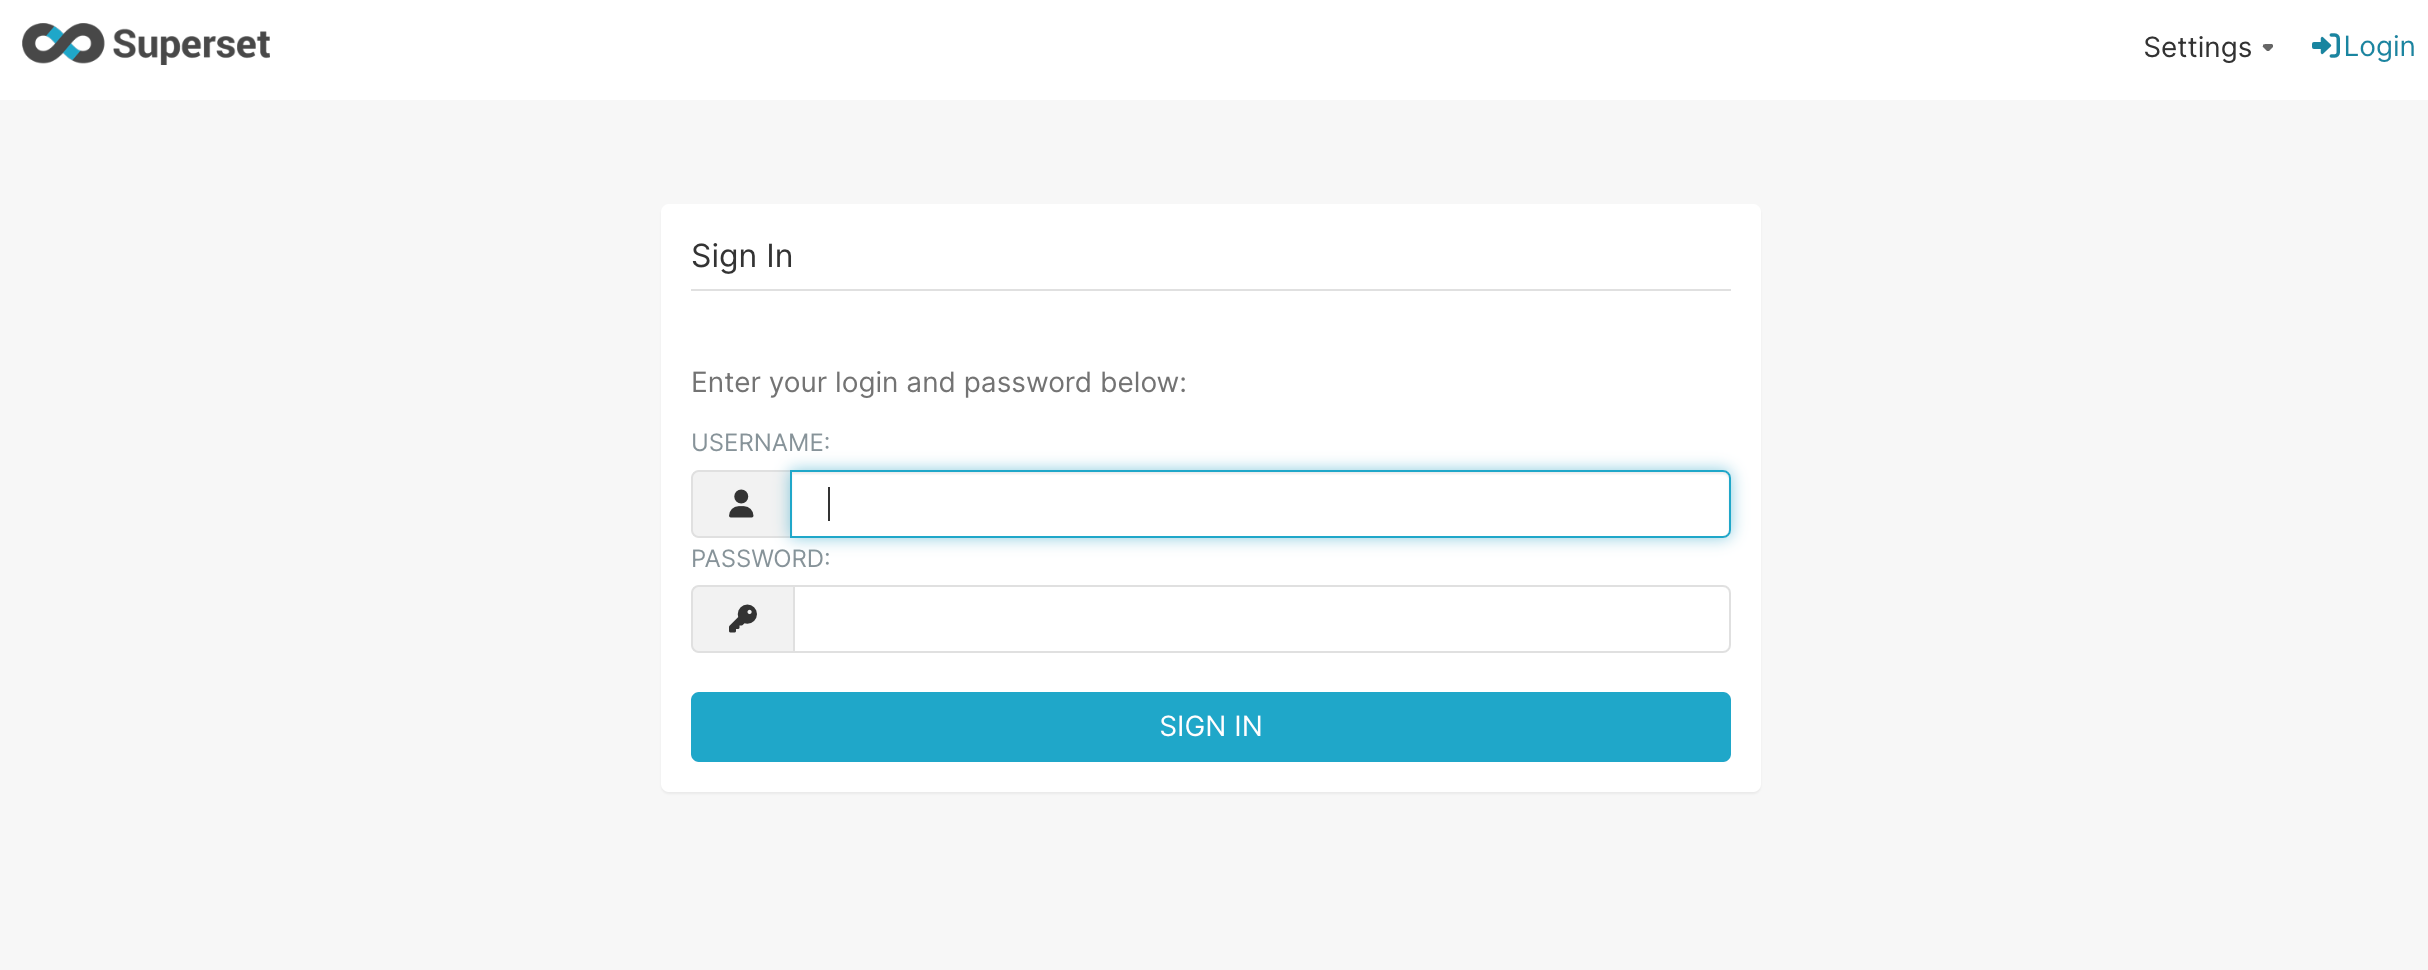 Superset
Settings
Login
Sign In
Enter your login and password below:
USERNAME:
PASSWORD:
SIGN IN